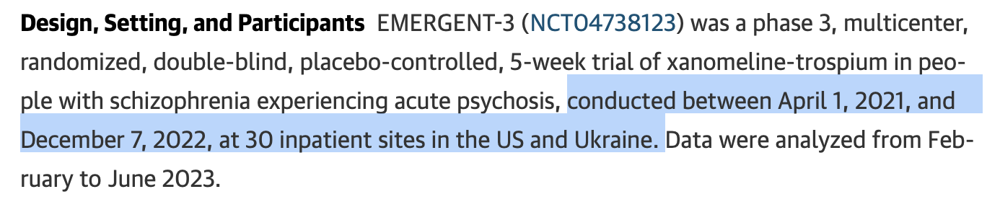 Design, Setting, and Participants EMERGENT-3 (NCT04738123) was a phase 3, multicenter,
randomized, double-blind, placebo-controlled, 5-week trial of xanomeline-trospium in peo-
ple with schizophrenia experiencing acute psychosis, conducted between April 1, 2021, and
December 7, 2022, at 30 inpatient sites in the US and Ukraine. Data were analyzed from Feb-
ruary to June 2023.